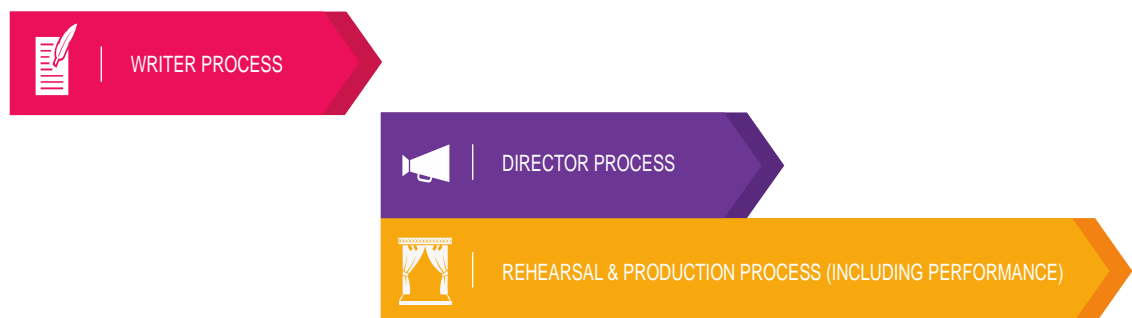 WRITER PROCESS
DIRECTOR PROCESS
REHEARSAL & PRODUCTION PROCESS (INCLUDING PERFORMANCE)